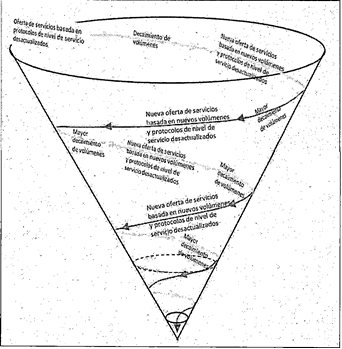 Oferta de servicios basada en
protocolos de nivel de servicio
desactualizados
Decaimiento de
volúmenes
Nueva oferta de servicios
basada en nuevos volúmenes
y protocolos de nivel de
servicio desactualizados
Mayor
decaimiento
de volúmenes
Nueva oferta de servicios
basada en nuevos volúmenes
y protocolos de nivel de
servicio desactualizados
Mayor
decaimiento
de volúmenes
Nueva oferta de servicios
basada en nuevos volúmenes
y protocolos de nivel de
servicio desactualizados
Mayor
decaimiento
de volúmenes
Nueva oferta de servicios
basada en nuevos volúmenes
y protocolos de nivel de
servicio desactualizados
Mayor
decaimiento
de volúmenes